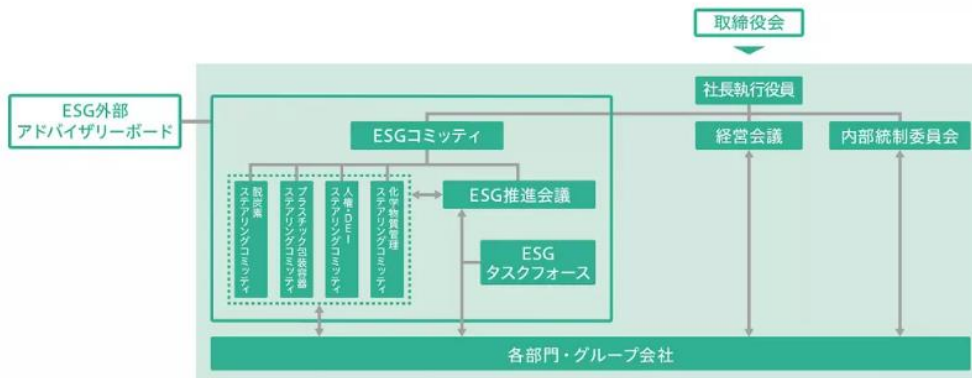 取締役会
社長執行役員
ESG外部
アドバイザリーボード
ESGコミッティ
経営会議
内部統制委員会
脱炭素
ステアリングコミッティ
プラスチック包装容器
ステアリングコミッティ
人権・DEI
ステアリングコミッティ
化学物質管理
ステアリングコミッティ
ESG推進会議
ESG
タスクフォース
各部門・グループ会社